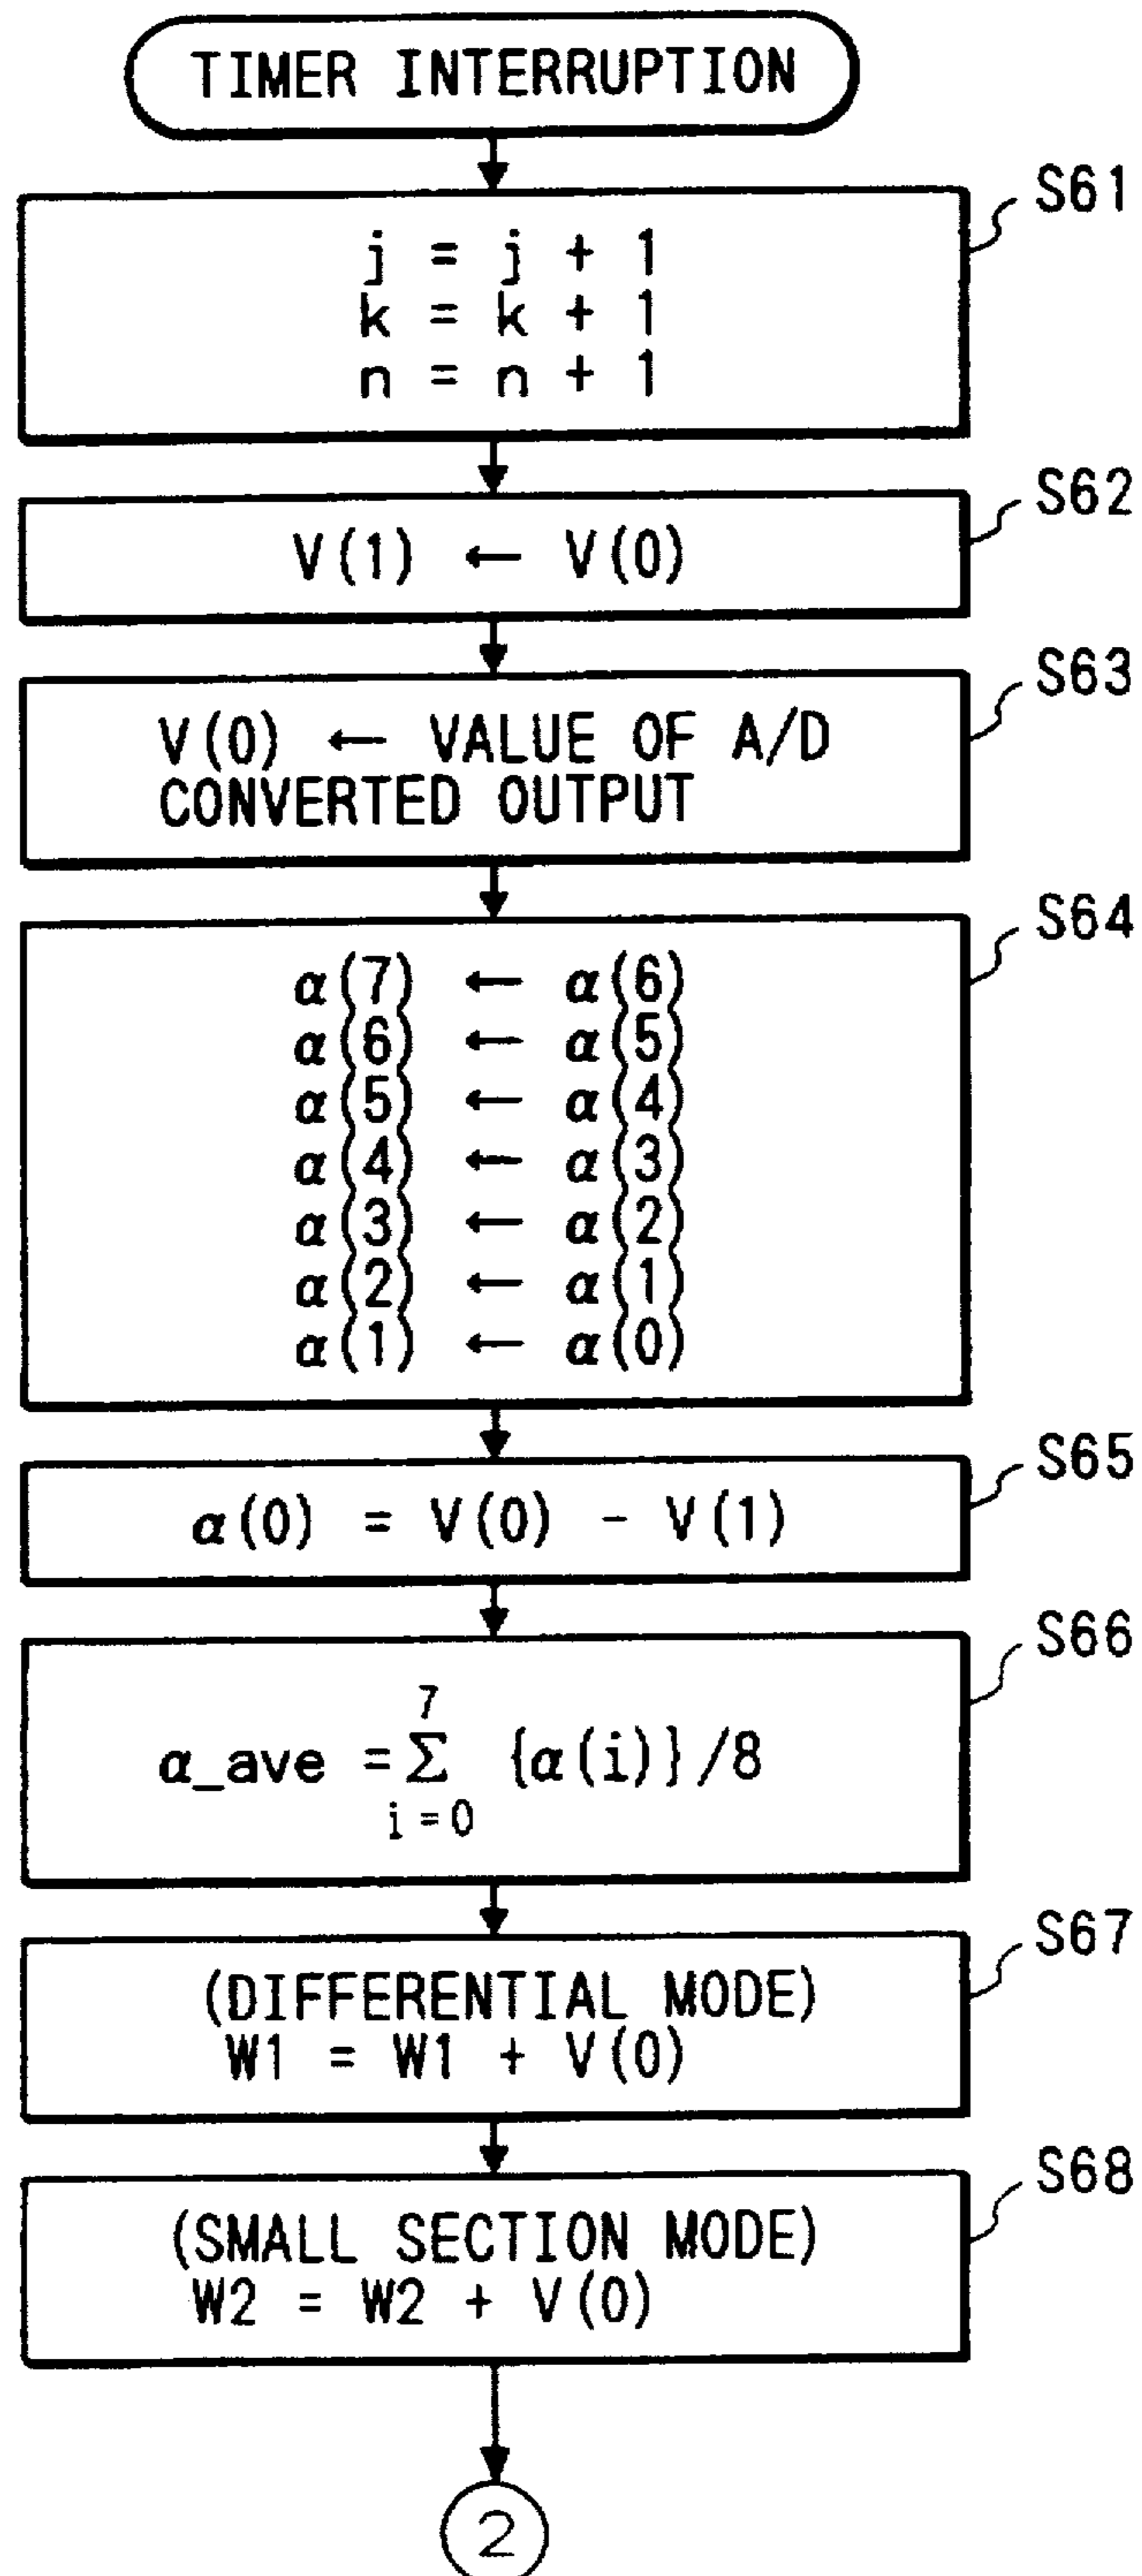 TIMER INTERRUPTION
S61
j = j + 1
k = k + 1
n = n + 1
S62
V(1) ← V(0)
S63
V(0) ← VALUE OF A/D
CONVERTED OUTPUT
S64
α(7) ← α(6)
α(6) ← α(5)
α(5) ← α(4)
α(4) ← α(3)
α(3) ← α(2)
α(2) ← α(1)
α(1) ← α(0)
S65
α(0) = V(0) - V(1)
S66
7
α_ave = Σ {α(i)}/8
i=0
S67
(DIFFERENTIAL MODE)
W1 = W1 + V(0)
S68
(SMALL SECTION MODE)
W2 = W2 + V(0)
2